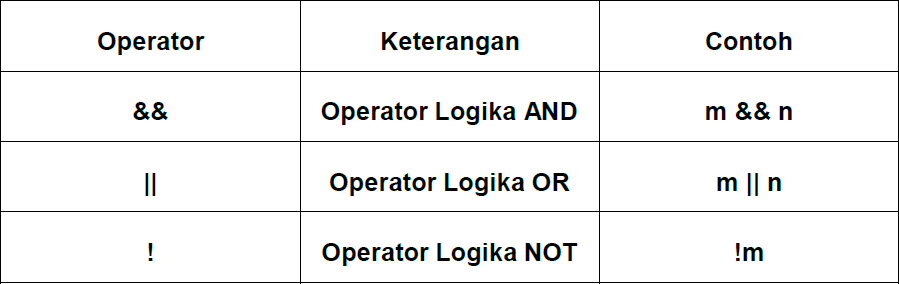 Operator Keterangan Contoh
&& Operator Logika AND m && n
|| Operator Logika OR m || n
! Operator Logika NOT !m